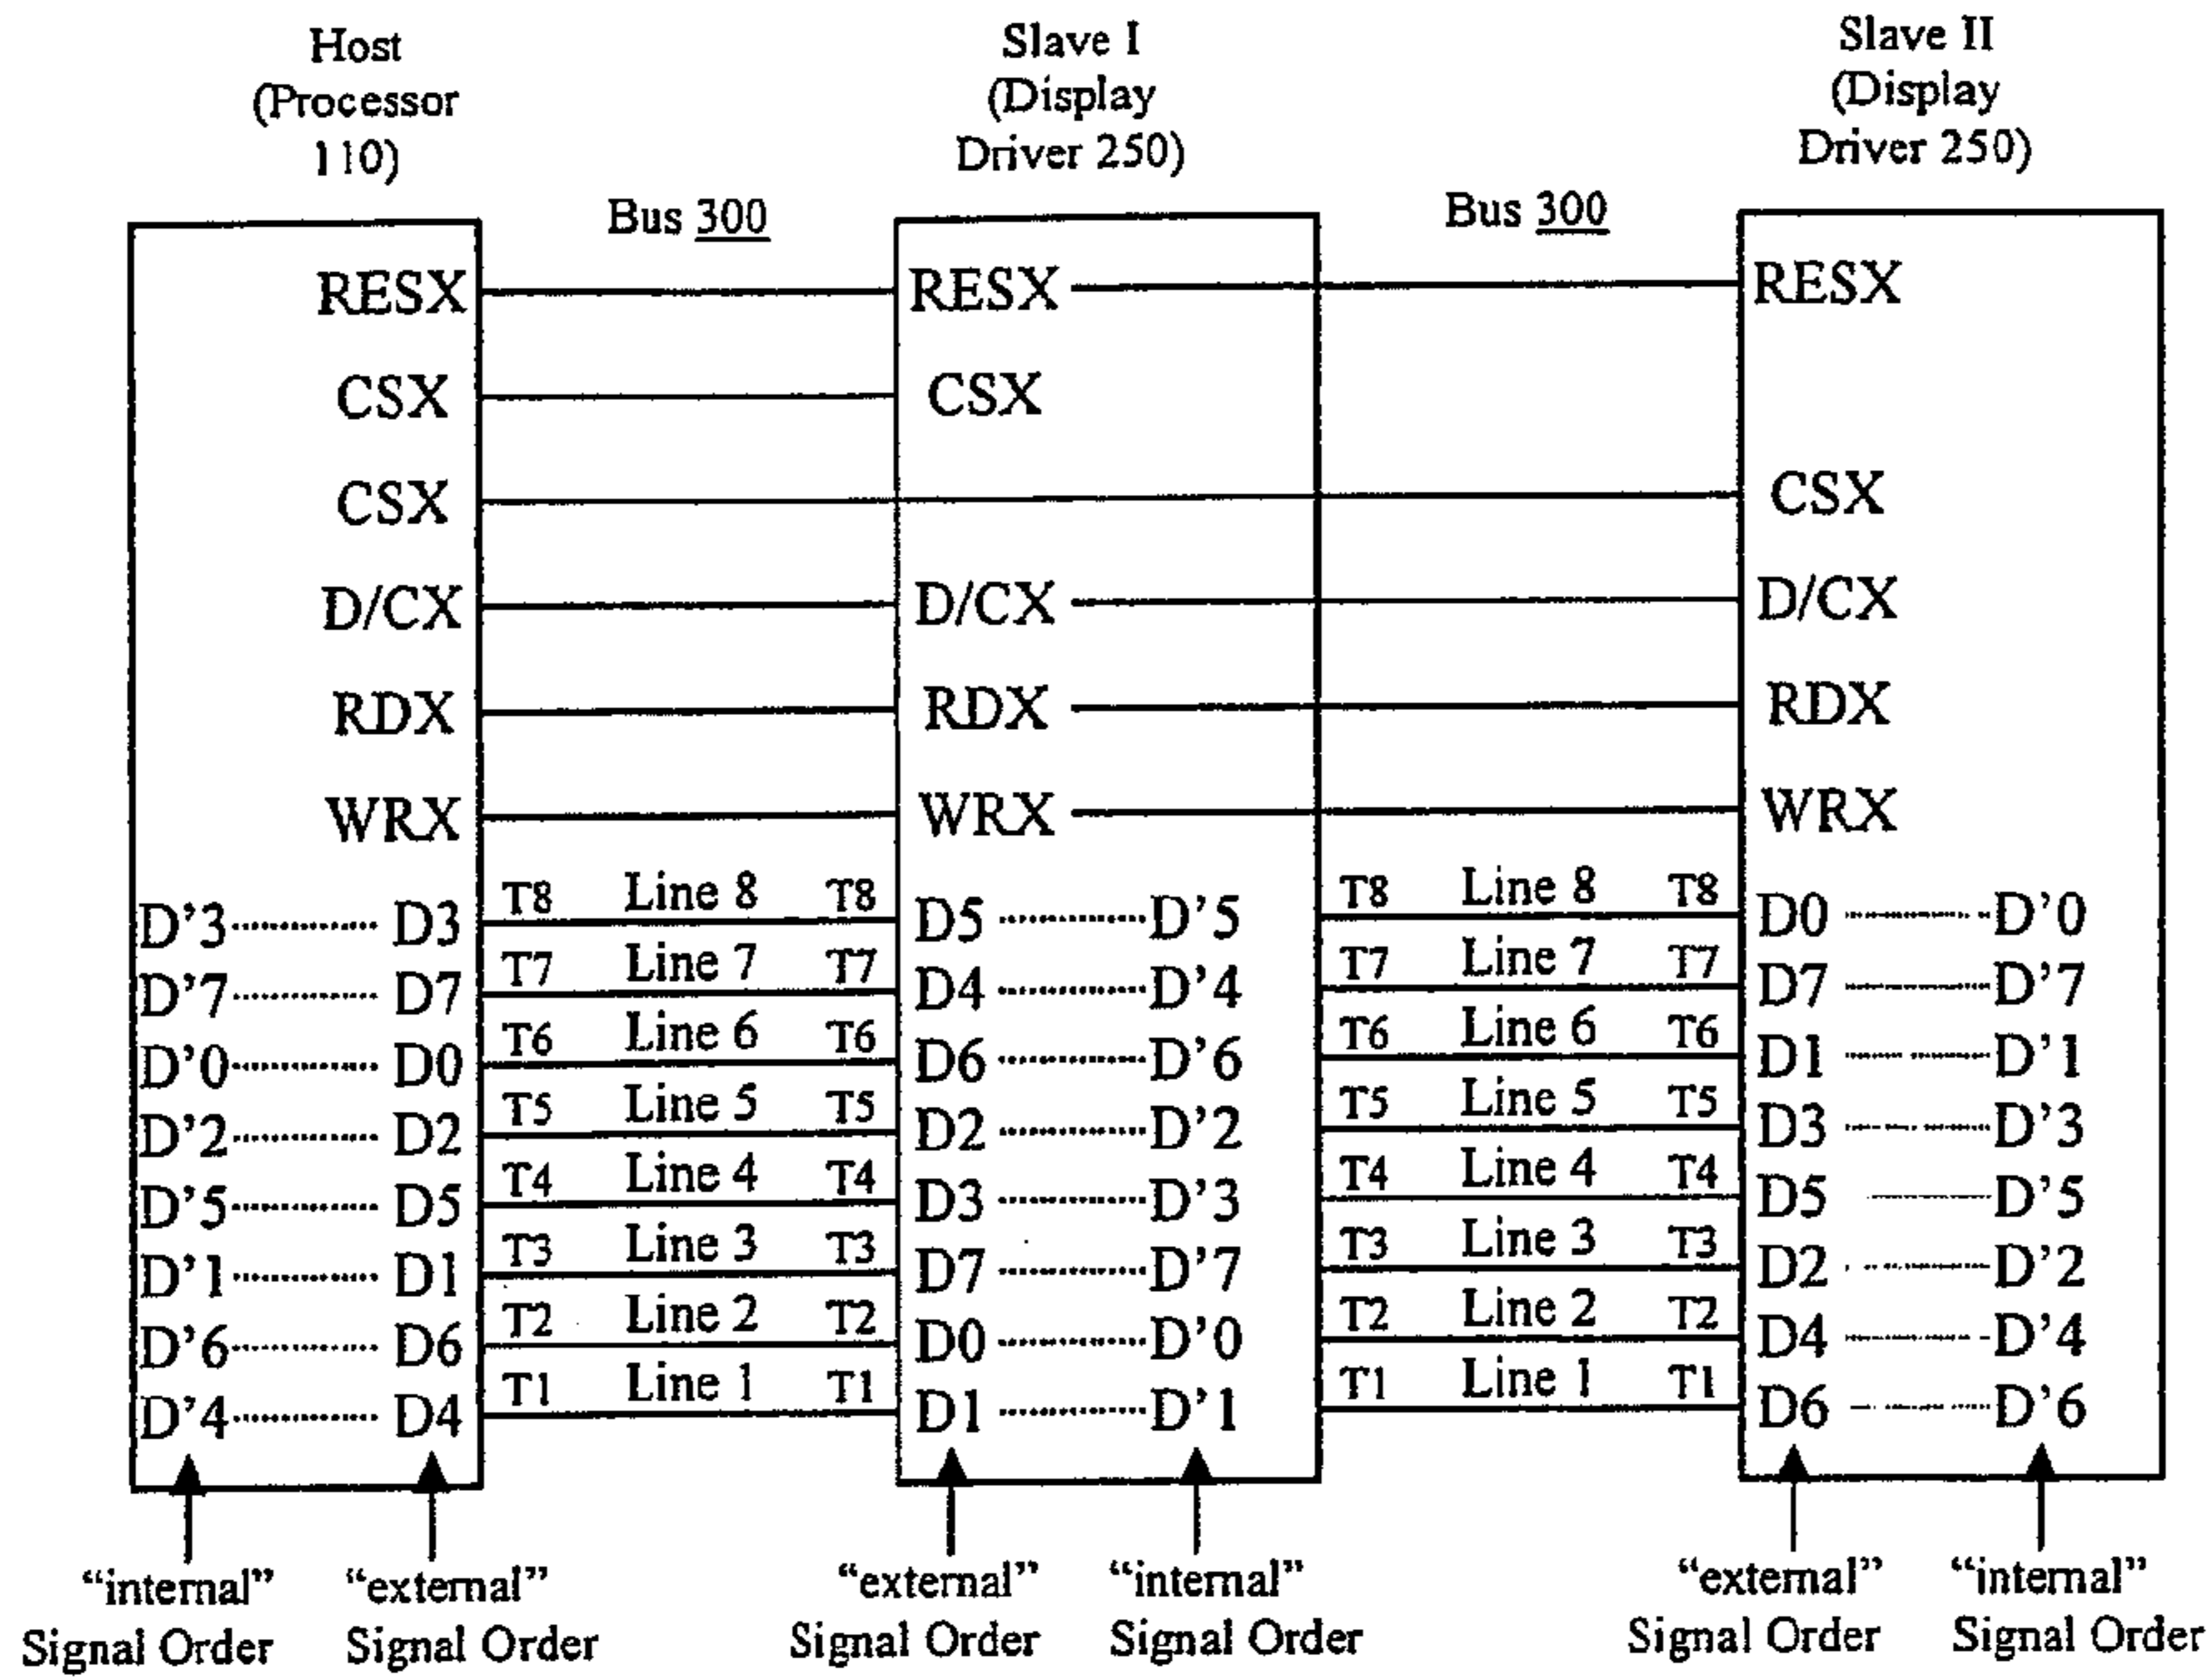 Host
(Processor
110)
Slave I
(Display
Driver 250)
Slave II
(Display
Driver 250)
Bus 300
Bus 300
RESX RESX RESX
CSX CSX
CSX CSX
D/CX D/CX D/CX
RDX RDX RDX
WRX WRX WRX
D'3 D3 T8 Line 8 T8 D5 D'5 T8 Line 8 T8 D0 D'0
D'7 D7 T7 Line 7 T7 D4 D'4 T7 Line 7 T7 D7 D'7
D'0 D0 T6 Line 6 T6 D6 D'6 T6 Line 6 T6 D1 D'1
D'2 D2 T5 Line 5 T5 D2 D'2 T5 Line 5 T5 D3 D'3
D'5 D5 T4 Line 4 T4 D3 D'3 T4 Line 4 T4 D5 D'5
D'1 D1 T3 Line 3 T3 D7 D'7 T3 Line 3 T3 D2 D'2
D'6 D6 T2 Line 2 T2 D0 D'0 T2 Line 2 T2 D4 D'4
D'4 D4 T1 Line 1 T1 D1 D'1 T1 Line 1 T1 D6 D'6
“internal”
Signal Order
“external”
Signal Order
“external”
Signal Order
“internal”
Signal Order
“external”
Signal Order
“internal”
Signal Order